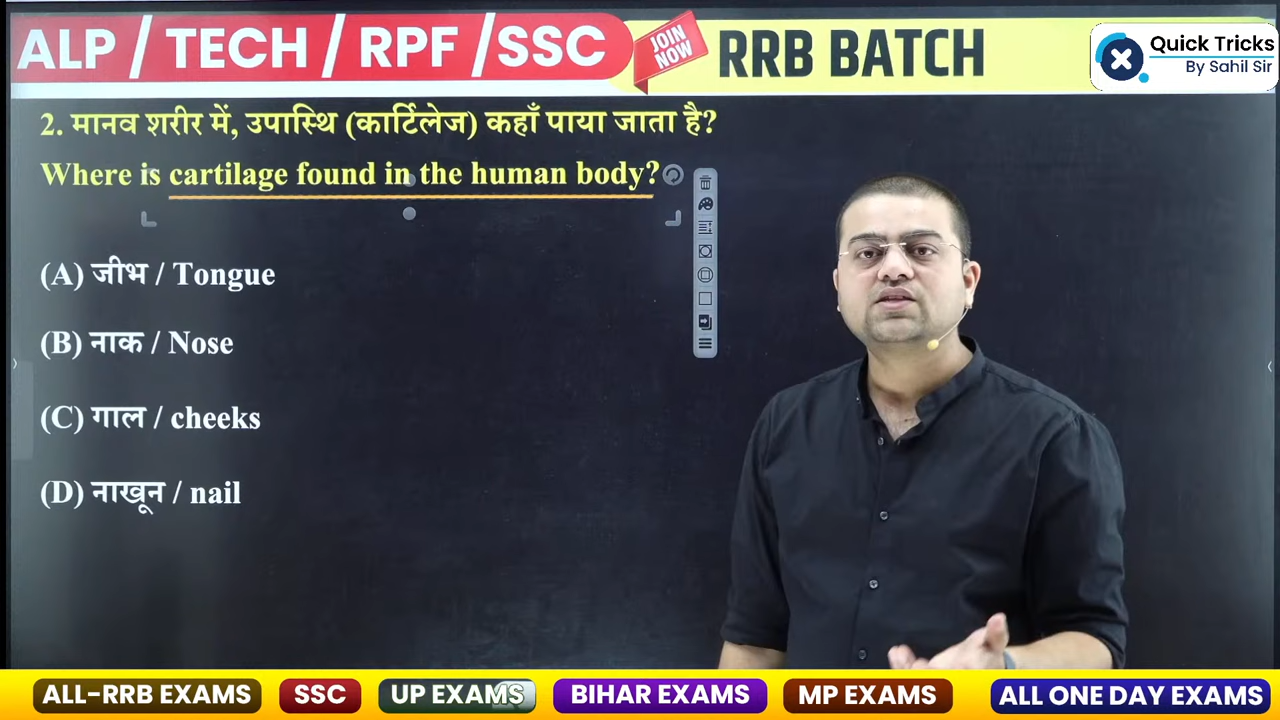 ALP / TECH / RPF / SSC
JOIN NOW
RRB BATCH
Quick Tricks
By Sahil Sir
2. मानव शरीर में, उपास्थि (कार्टिलेज) कहाँ पाया जाता है?
Where is cartilage found in the human body?
(A) जीभ / Tongue
(B) नाक / Nose
(C) गाल / cheeks
(D) नाखून / nail
ALL-RRB EXAMS
SSC
UP EXAMS
BIHAR EXAMS
MP EXAMS
ALL ONE DAY EXAMS